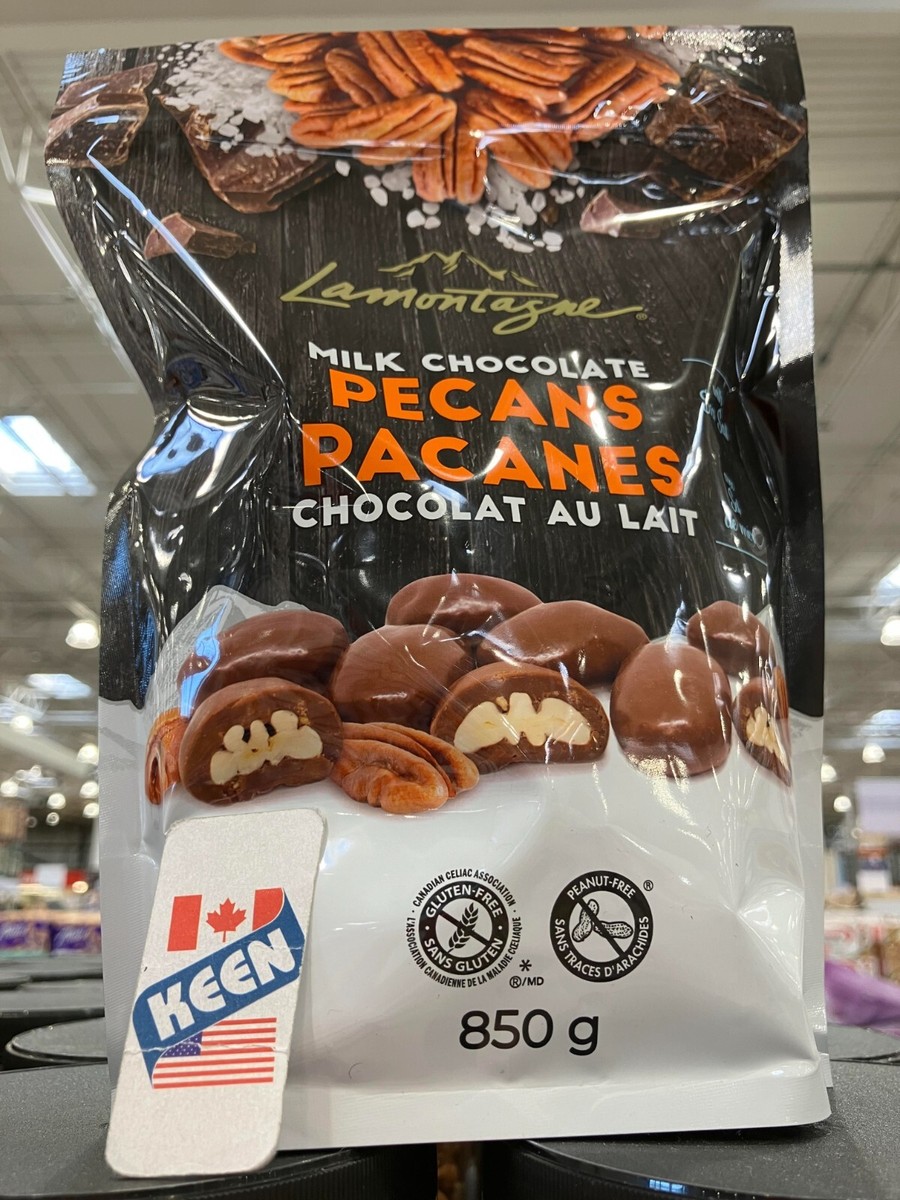 Lamontagne®
MILK CHOCOLATE
PECANS
PACANES
CHOCOLAT AU LAIT
· CANADIAN CELIAC ASSOCIATION ·
L'ASSOCIATION CANADIENNE DE LA MALADIE CŒLIAQUE
GLUTEN-FREE
SANS GLUTEN
*
®/MD
PEANUT-FREE ®
SANS TRACES D'ARACHIDES
850 g
KEEN